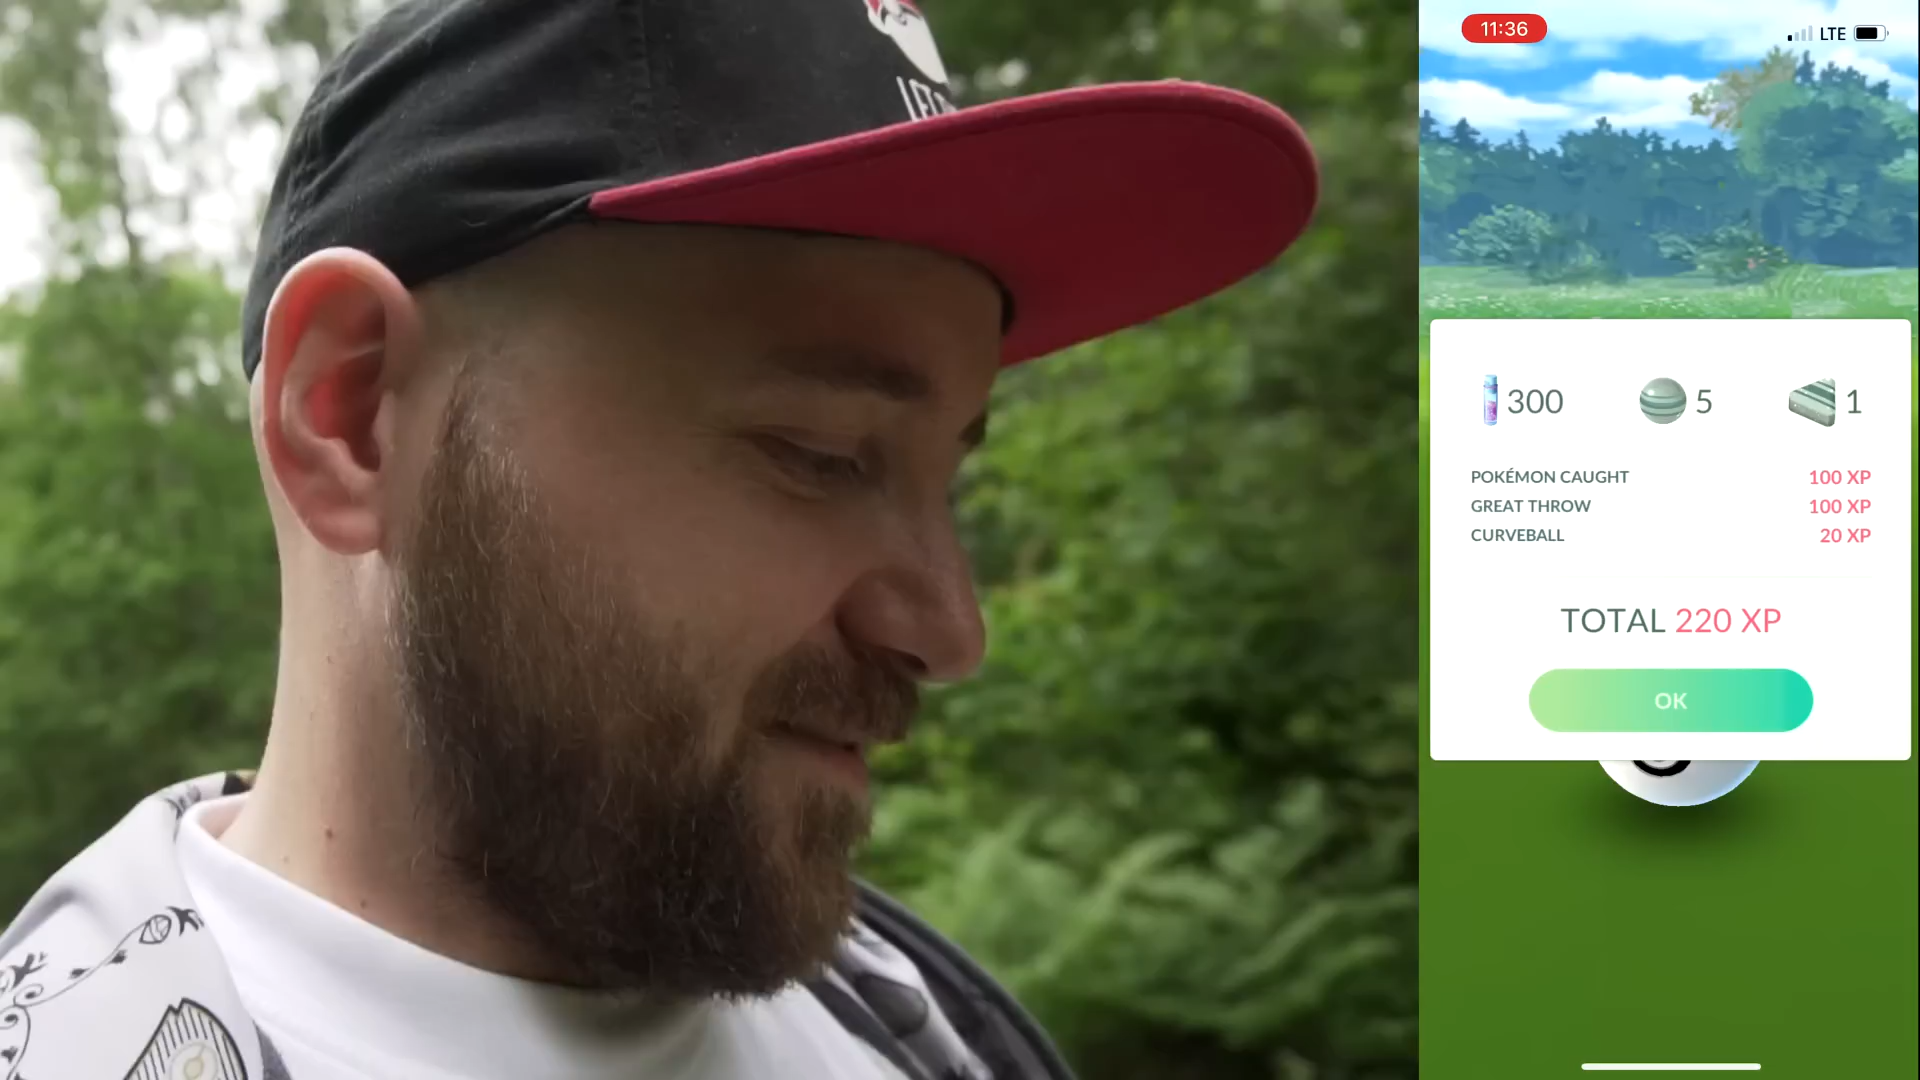 11:36
LTE
300
5
1
POKÉMON CAUGHT 100 XP
GREAT THROW 100 XP
CURVEBALL 20 XP
TOTAL 220 XP
OK